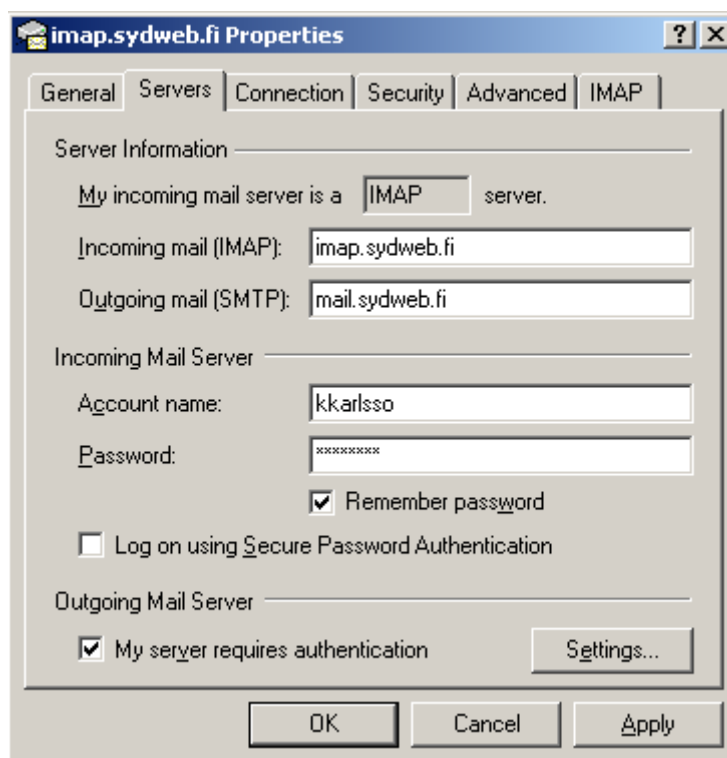 imap.sydweb.fi Properties
General Servers Connection Security Advanced IMAP
Server Information
My incoming mail server is a IMAP server.
Incoming mail (IMAP): imap.sydweb.fi
Outgoing mail (SMTP): mail.sydweb.fi
Incoming Mail Server
Account name: kkarlsso
Password: ********
Remember password
Log on using Secure Password Authentication
Outgoing Mail Server
My server requires authentication Settings...
OK Cancel Apply